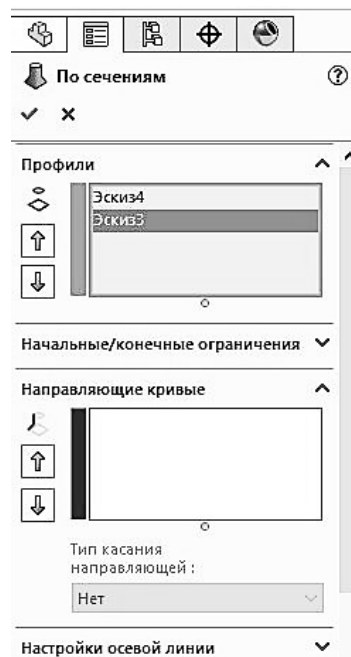 По сечениям
Профили
Эскиз4
Эскиз3
Начальные/конечные ограничения
Направляющие кривые
Тип касания
направляющей :
Нет
Настройки осевой линии